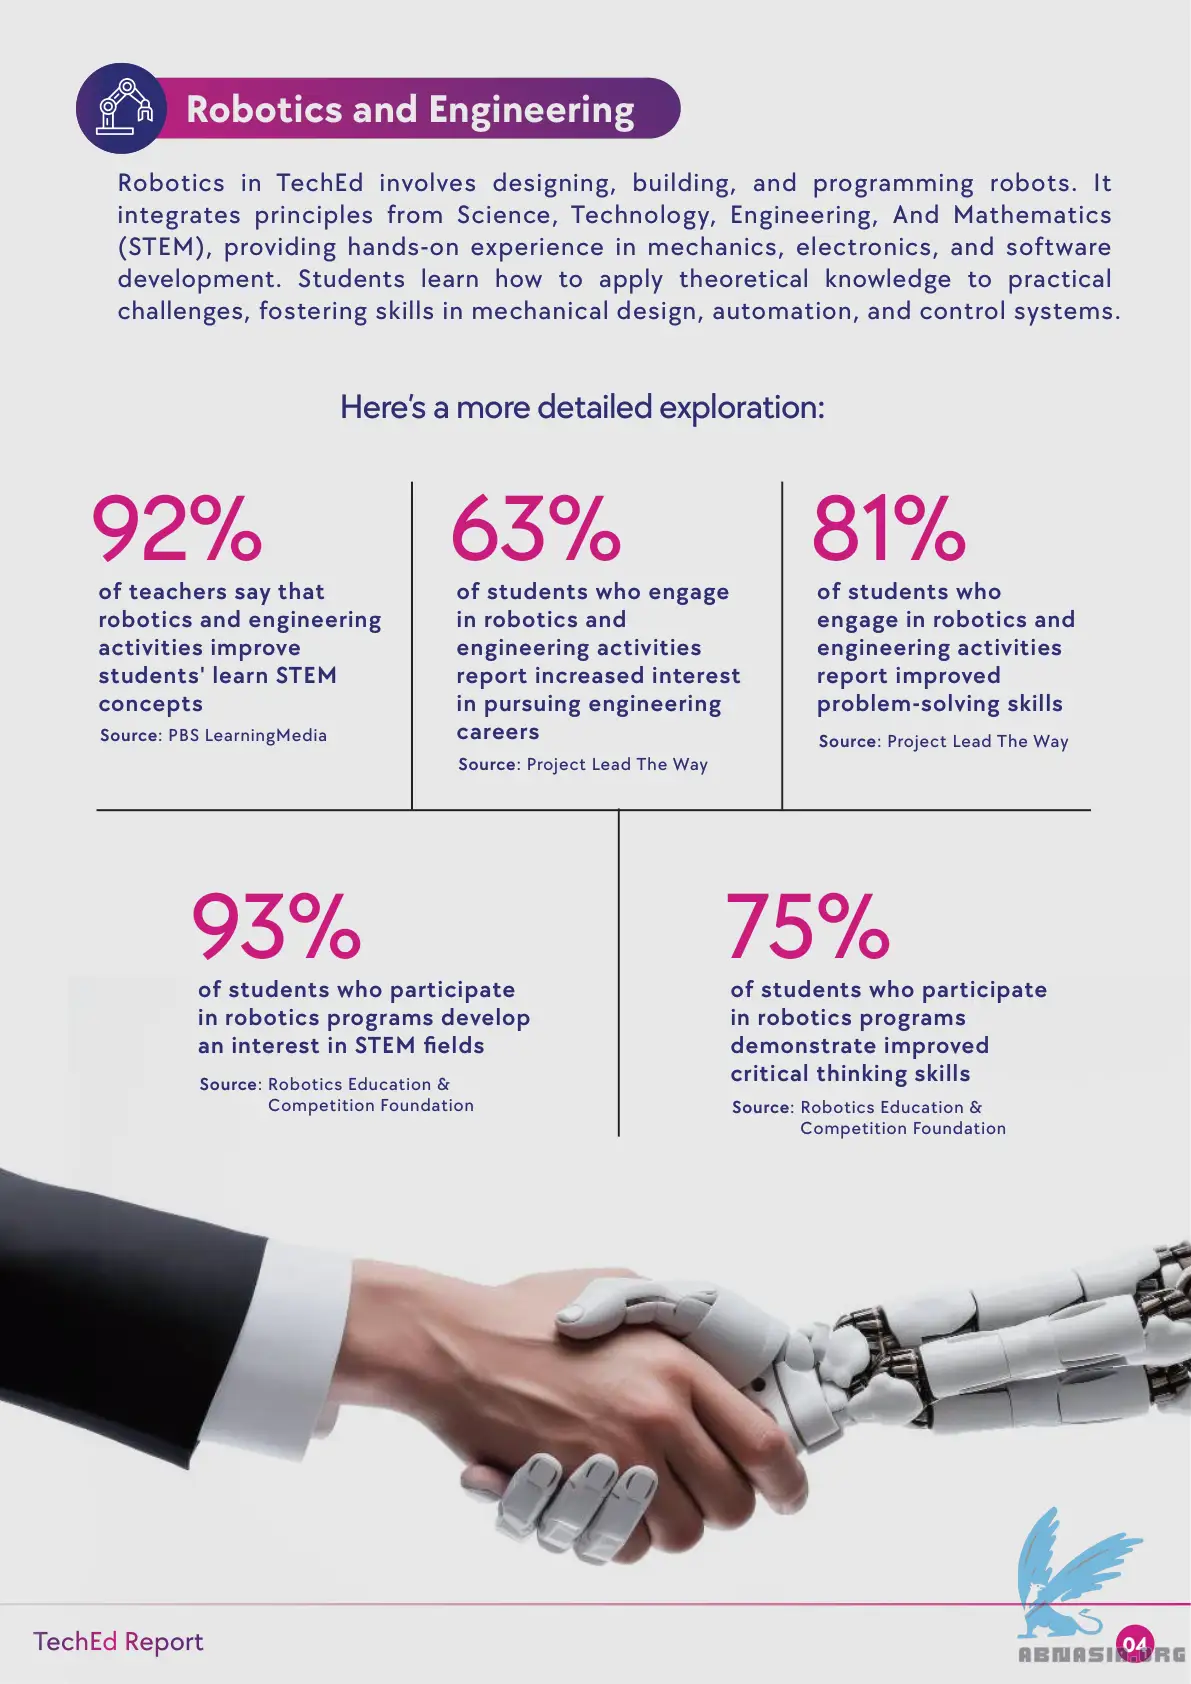 Robotics and Engineering
Robotics in TechEd involves designing, building, and programming robots. It
integrates principles from Science, Technology, Engineering, And Mathematics
(STEM), providing hands-on experience in mechanics, electronics, and software
development. Students learn how to apply theoretical knowledge to practical
challenges, fostering skills in mechanical design, automation, and control systems.
Here's a more detailed exploration:
92%
of teachers say that
robotics and engineering
activities improve
students' learn STEM
concepts
Source: PBS LearningMedia
63%
of students who engage
in robotics and
engineering activities
report increased interest
in pursuing engineering
careers
Source: Project Lead The Way
81%
of students who
engage in robotics and
engineering activities
report improved
problem-solving skills
Source: Project Lead The Way
93%
of students who participate
in robotics programs develop
an interest in STEM fields
Source: Robotics Education &
Competition Foundation
75%
of students who participate
in robotics programs
demonstrate improved
critical thinking skills
Source: Robotics Education &
Competition Foundation
TechEd Report
04
ABNASIA.ORG